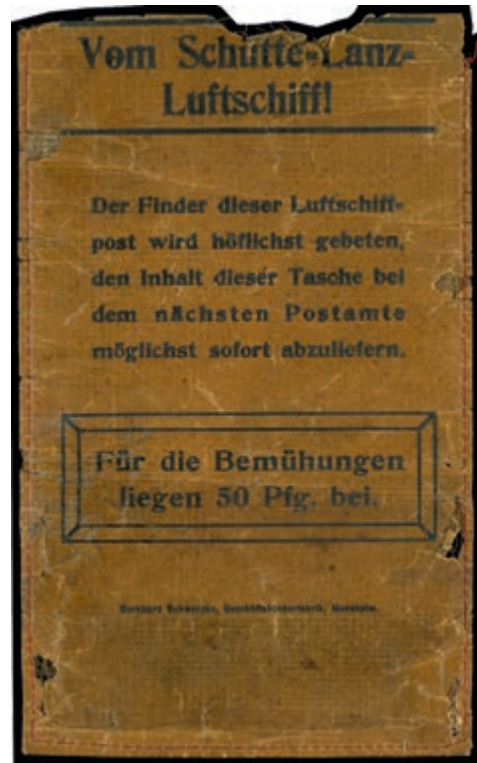 Vom Schütte-Lanz-
Luftschiff!
Der Finder dieser Luftschiff-
post wird höflichst gebeten,
den Inhalt dieser Tasche bei
dem nächsten Postamte
möglichst sofort abzuliefern.
Für die Bemühungen
liegen 50 Pfg. bei.